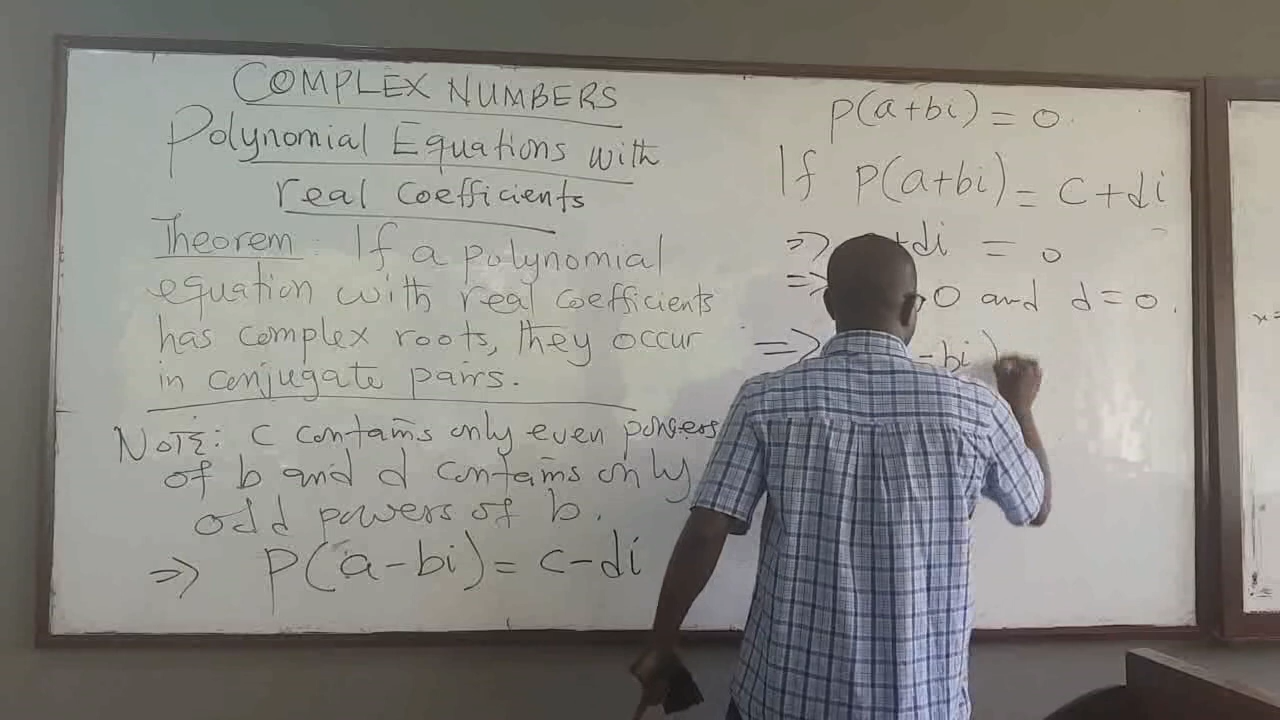 COMPLEX NUMBERS
Polynomial Equations with
real coefficients
Theorem: If a polynomial
equation with real coefficients
has complex roots, they occur
in conjugate pairs.
NOTE: C contains only even powers
of b and d contains only
odd powers of b.
=> P(a-bi) = c-di
P(a+bi) = 0.
If P(a+bi) = C+di
=> +di = 0
=> 0 and d=0.
=> -bi)
x=